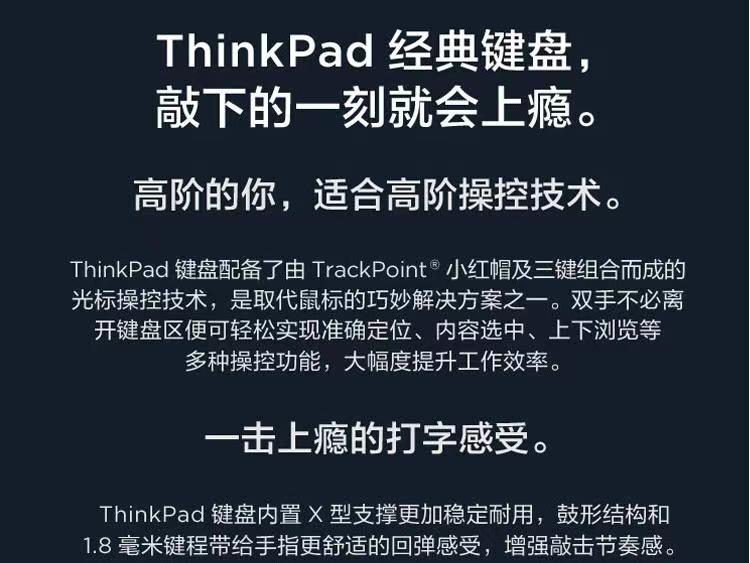 ThinkPad 经典键盘，
敲下的一刻就会上瘾。
高阶的你，适合高阶操控技术。
ThinkPad 键盘配备了由 TrackPoint® 小红帽及三键组合而成的
光标操控技术，是取代鼠标的巧妙解决方案之一。双手不必离
开键盘区便可轻松实现准确定位、内容选中、上下浏览等
多种操控功能，大幅度提升工作效率。
一击上瘾的打字感受。
ThinkPad 键盘内置 X 型支撑更加稳定耐用，鼓形结构和
1.8 毫米键程带给手指更舒适的回弹感受，增强敲击节奏感。